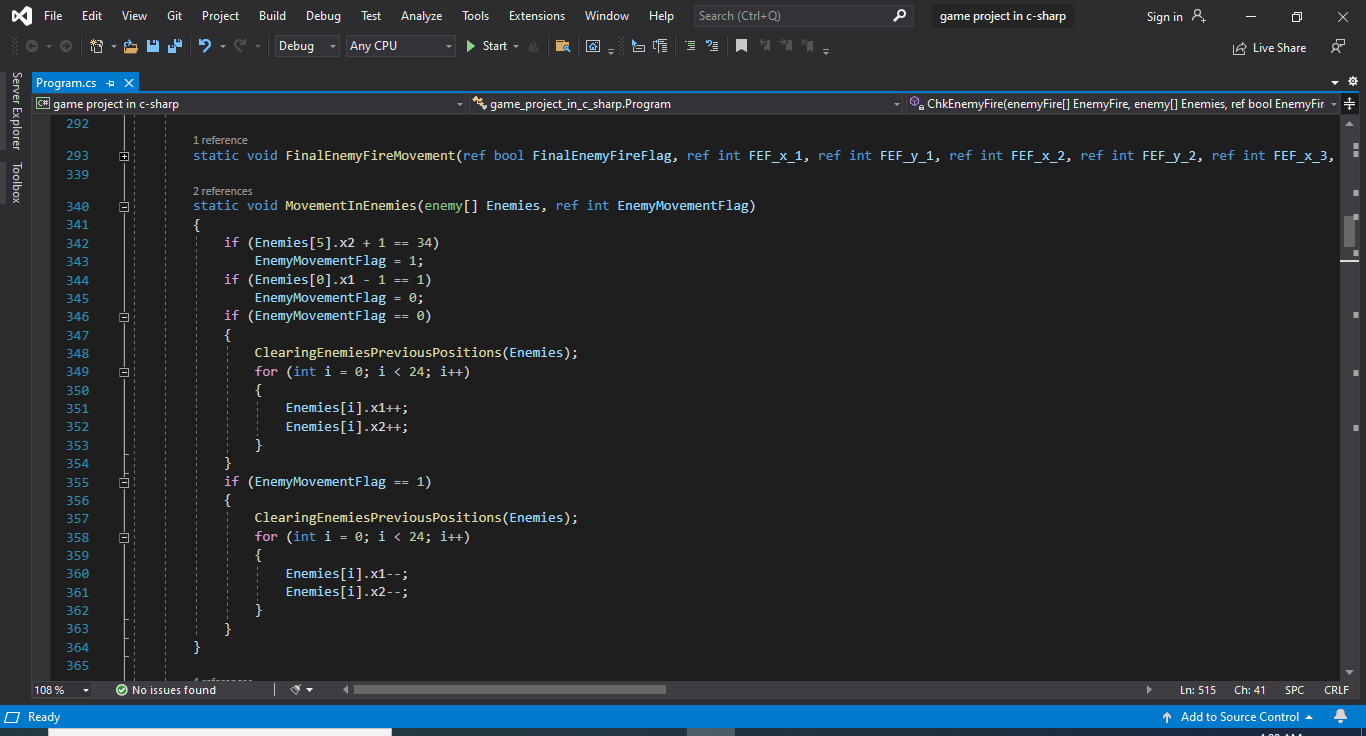 File Edit View Git Project Build Debug Test Analyze Tools Extensions Window Help Search (Ctrl+Q) game project in c-sharp Sign in
Debug Any CPU Start Live Share
Server Explorer
Toolbox
Program.cs
C# game project in c-sharp game_project_in_c_sharp.Program ChkEnemyFire(enemyFire[] EnemyFire, enemy[] Enemies, ref bool EnemyFir
292
1 reference
293 static void FinalEnemyFireMovement(ref bool FinalEnemyFireFlag, ref int FEF_x_1, ref int FEF_y_1, ref int FEF_x_2, ref int FEF_y_2, ref int FEF_x_3,
339
2 references
340 static void MovementInEnemies(enemy[] Enemies, ref int EnemyMovementFlag)
341 {
342 if (Enemies[5].x2 + 1 == 34)
343 EnemyMovementFlag = 1;
344 if (Enemies[0].x1 - 1 == 1)
345 EnemyMovementFlag = 0;
346 if (EnemyMovementFlag == 0)
347 {
348 ClearingEnemiesPreviousPositions(Enemies);
349 for (int i = 0; i < 24; i++)
350 {
351 Enemies[i].x1++;
352 Enemies[i].x2++;
353 }
354 }
355 if (EnemyMovementFlag == 1)
356 {
357 ClearingEnemiesPreviousPositions(Enemies);
358 for (int i = 0; i < 24; i++)
359 {
360 Enemies[i].x1--;
361 Enemies[i].x2--;
362 }
363 }
364 }
365
108 % No issues found Ln: 515 Ch: 41 SPC CRLF
Ready Add to Source Control